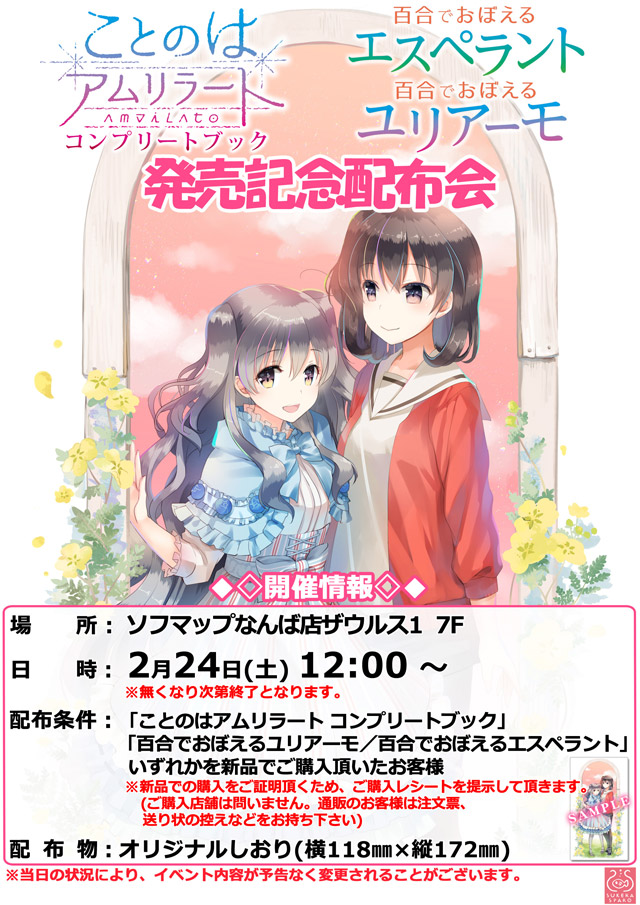 ことのは
アムリラート
AMRILATO
コンプリートブック
百合でおぼえる
エスペラント
百合でおぼえる
ユリアーモ
発売記念配布会
◆◇開催情報◇◆
場 所：ソフマップなんば店ザウルス1 7F
日 時：2月24日(土) 12:00 ～
※無くなり次第終了となります。
配布条件：「ことのはアムリラート コンプリートブック」
「百合でおぼえるユリアーモ／百合でおぼえるエスペラント」
いずれかを新品でご購入頂いたお客様
※新品での購入をご証明頂くため、ご購入レシートを提示して頂きます。
(ご購入店舗は問いません。通販のお客様は注文票、
送り状の控えなどをお持ち下さい)
SAMPLE
配 布 物：オリジナルしおり(横118㎜×縦172㎜)
※当日の状況により、イベント内容が予告なく変更されることがございます。
SUKERA
SPARO